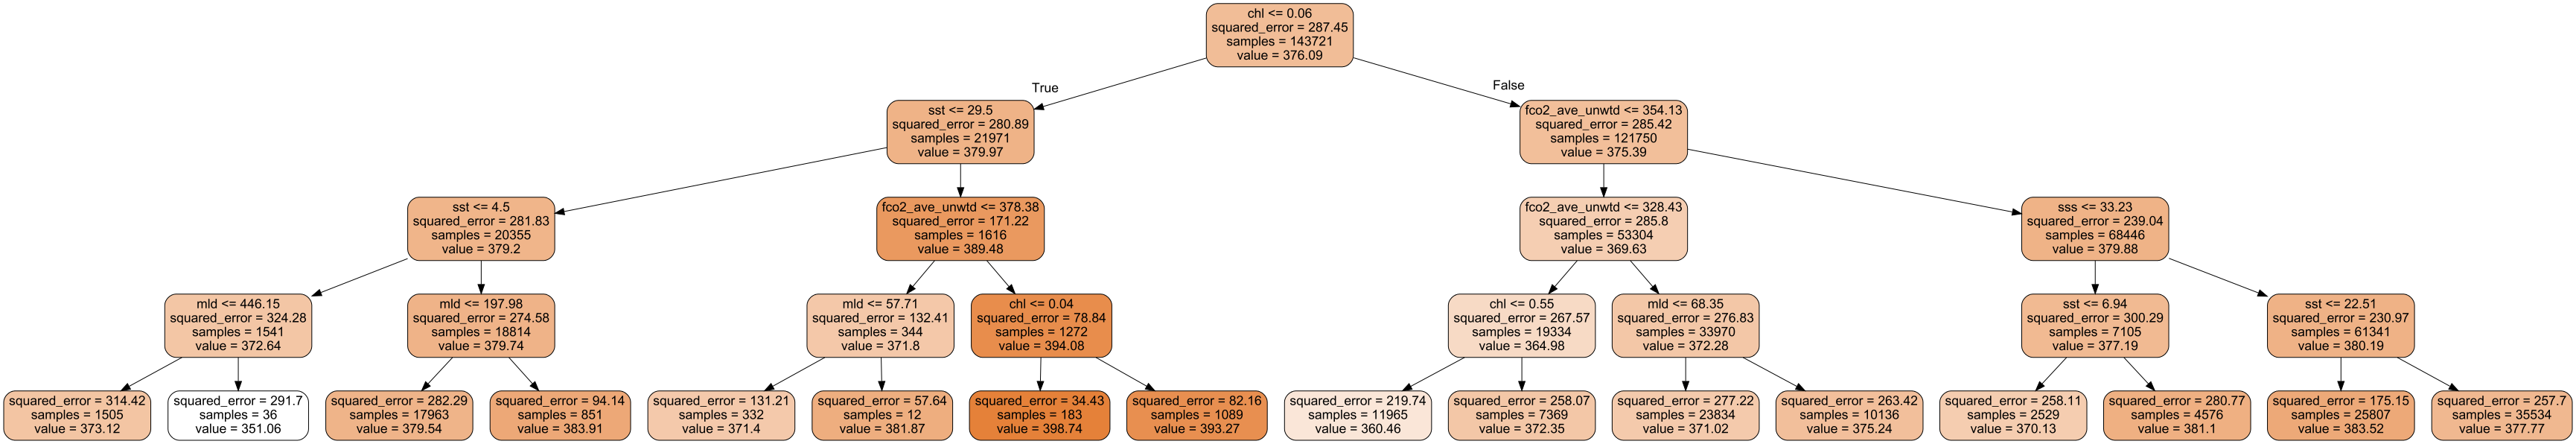 chl <= 0.06
squared_error = 287.45
samples = 143721
value = 376.09
True
False
sst <= 29.5
squared_error = 280.89
samples = 21971
value = 379.97
fco2_ave_unwtd <= 354.13
squared_error = 285.42
samples = 121750
value = 375.39
sst <= 4.5
squared_error = 281.83
samples = 20355
value = 379.2
fco2_ave_unwtd <= 378.38
squared_error = 171.22
samples = 1616
value = 389.48
fco2_ave_unwtd <= 328.43
squared_error = 285.8
samples = 53304
value = 369.63
sss <= 33.23
squared_error = 239.04
samples = 68446
value = 379.88
mld <= 446.15
squared_error = 324.28
samples = 1541
value = 372.64
mld <= 197.98
squared_error = 274.58
samples = 18814
value = 379.74
mld <= 57.71
squared_error = 132.41
samples = 344
value = 371.8
chl <= 0.04
squared_error = 78.84
samples = 1272
value = 394.08
chl <= 0.55
squared_error = 267.57
samples = 19334
value = 364.98
mld <= 68.35
squared_error = 276.83
samples = 33970
value = 372.28
sst <= 6.94
squared_error = 300.29
samples = 7105
value = 377.19
sst <= 22.51
squared_error = 230.97
samples = 61341
value = 380.19
squared_error = 314.42
samples = 1505
value = 373.12
squared_error = 291.7
samples = 36
value = 351.06
squared_error = 282.29
samples = 17963
value = 379.54
squared_error = 94.14
samples = 851
value = 383.91
squared_error = 131.21
samples = 332
value = 371.4
squared_error = 57.64
samples = 12
value = 381.87
squared_error = 34.43
samples = 183
value = 398.74
squared_error = 82.16
samples = 1089
value = 393.27
squared_error = 219.74
samples = 11965
value = 360.46
squared_error = 258.07
samples = 7369
value = 372.35
squared_error = 277.22
samples = 23834
value = 371.02
squared_error = 263.42
samples = 10136
value = 375.24
squared_error = 258.11
samples = 2529
value = 370.13
squared_error = 280.77
samples = 4576
value = 381.1
squared_error = 175.15
samples = 25807
value = 383.52
squared_error = 257.7
samples = 35534
value = 377.77